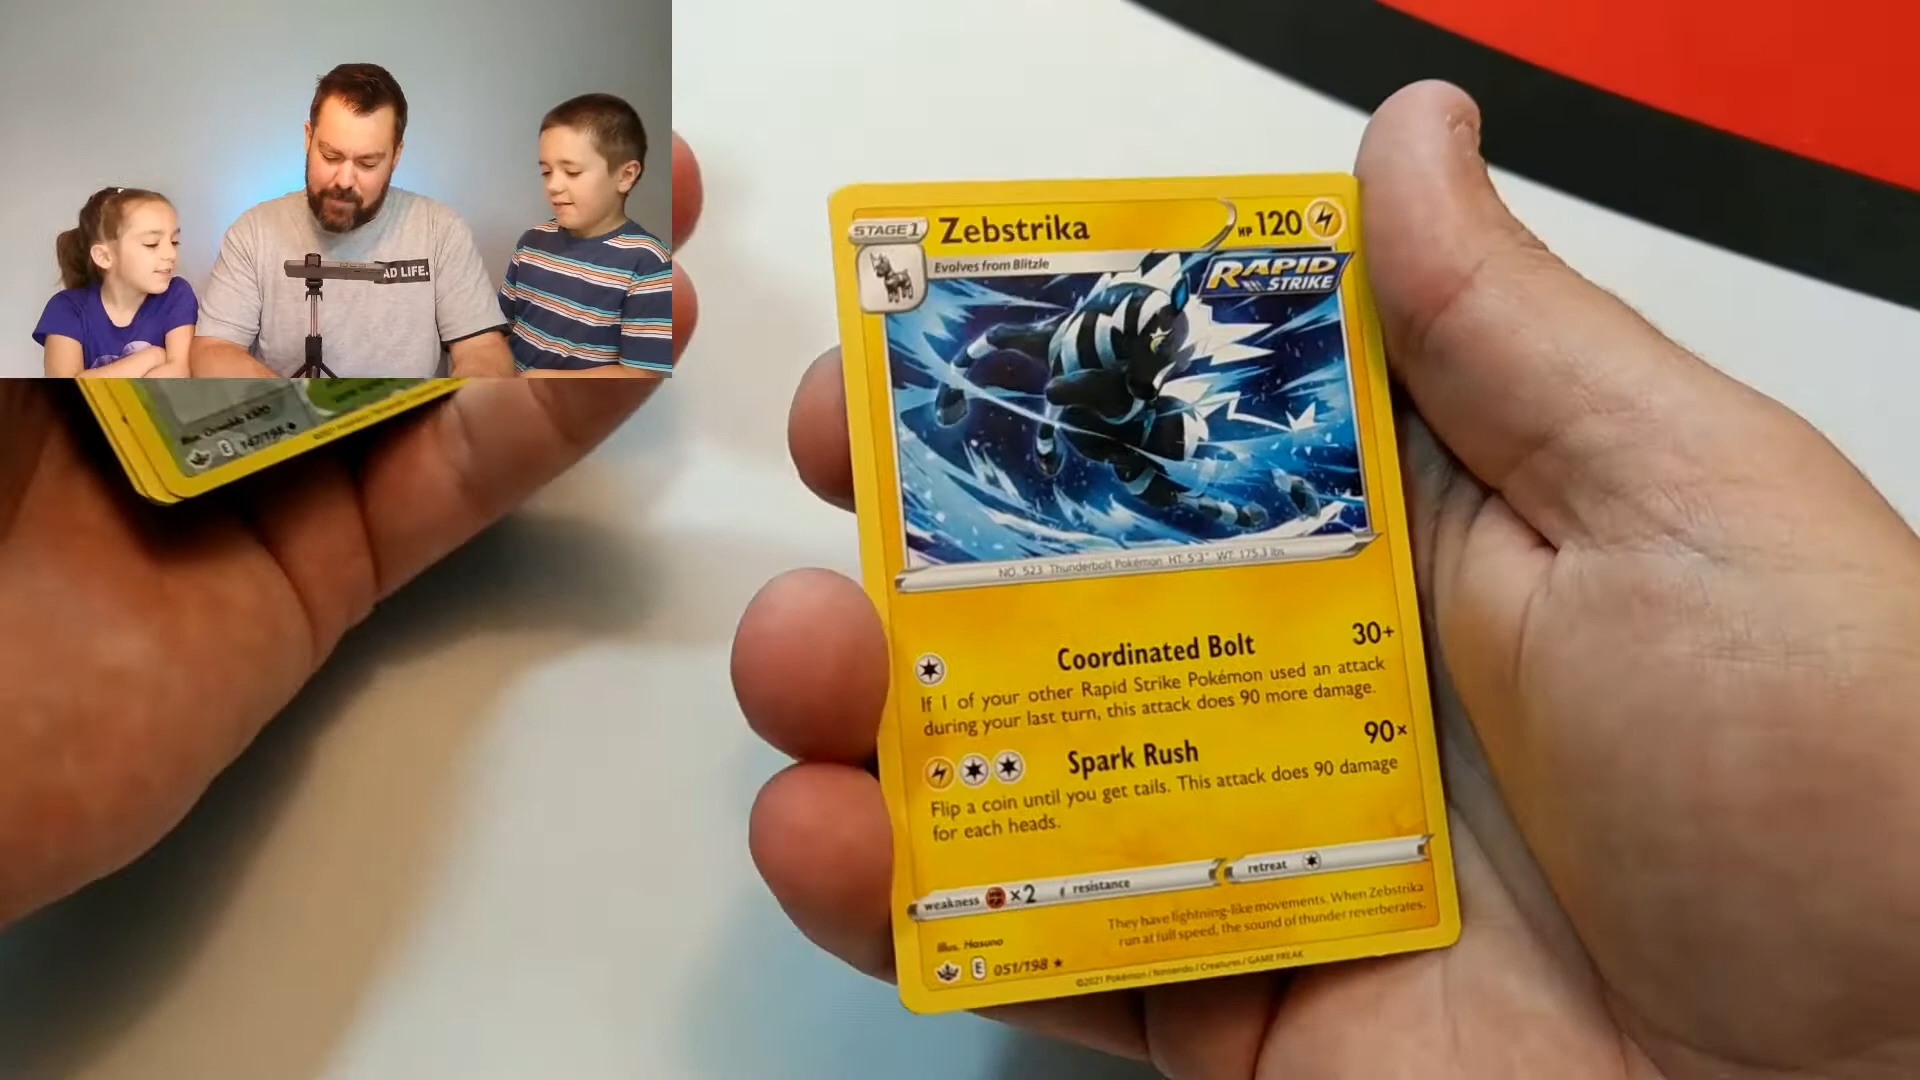 AD LIFE.
147/198
STAGE 1 Zebstrika HP 120
Evolves from Blitzle
RAPID
STRIKE
NO. 523 Thunderbolt Pokémon HT: 5'3" WT: 175.3 lbs
Coordinated Bolt 30+
If 1 of your other Rapid Strike Pokémon used an attack
during your last turn, this attack does 90 more damage.
Spark Rush 90×
Flip a coin until you get tails. This attack does 90 damage
for each heads.
weakness ×2 resistance retreat
They have lightning-like movements. When Zebstrika
run at full speed, the sound of thunder reverberates.
Illus. Hasuno
E 051/198 ★
©2021 Pokémon / Nintendo / Creatures / GAME FREAK